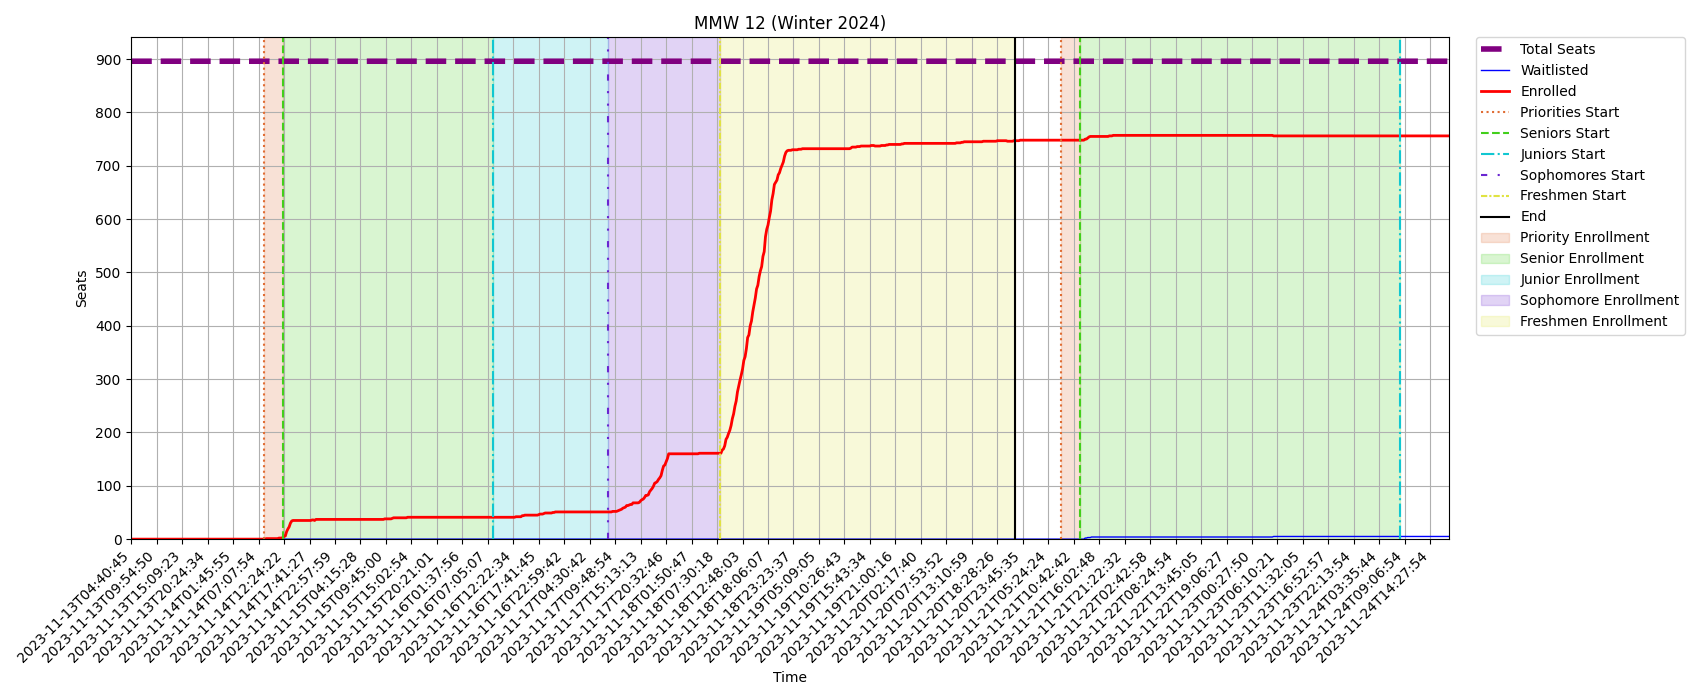 MMW 12 (Winter 2024)
Seats
900
800
700
600
500
400
300
200
100
0
2023-11-13T04:40:45
2023-11-13T09:54:50
2023-11-13T15:09:23
2023-11-13T20:24:34
2023-11-14T01:45:55
2023-11-14T07:07:54
2023-11-14T12:24:22
2023-11-14T17:41:27
2023-11-14T22:57:59
2023-11-15T04:15:28
2023-11-15T09:45:00
2023-11-15T15:02:54
2023-11-15T20:21:01
2023-11-16T01:37:56
2023-11-16T07:05:07
2023-11-16T12:22:34
2023-11-16T17:41:45
2023-11-16T22:59:42
2023-11-17T04:30:42
2023-11-17T09:48:54
2023-11-17T15:13:13
2023-11-17T20:32:46
2023-11-18T01:50:47
2023-11-18T07:30:18
2023-11-18T12:48:03
2023-11-18T18:06:07
2023-11-18T23:23:37
2023-11-19T05:09:05
2023-11-19T10:26:43
2023-11-19T15:43:34
2023-11-19T21:00:16
2023-11-20T02:17:40
2023-11-20T07:53:52
2023-11-20T13:10:59
2023-11-20T18:28:26
2023-11-20T23:45:35
2023-11-21T05:24:24
2023-11-21T10:42:42
2023-11-21T16:02:48
2023-11-21T21:22:32
2023-11-22T02:42:58
2023-11-22T08:24:54
2023-11-22T13:45:05
2023-11-22T19:06:27
2023-11-23T00:27:50
2023-11-23T06:10:21
2023-11-23T11:32:05
2023-11-23T16:52:57
2023-11-23T22:13:54
2023-11-24T03:35:44
2023-11-24T09:06:54
2023-11-24T14:27:54
Time
Total Seats
Waitlisted
Enrolled
Priorities Start
Seniors Start
Juniors Start
Sophomores Start
Freshmen Start
End
Priority Enrollment
Senior Enrollment
Junior Enrollment
Sophomore Enrollment
Freshmen Enrollment